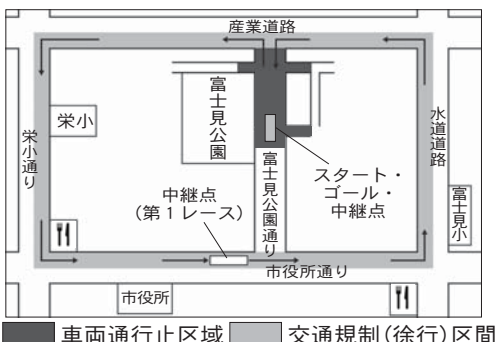 産業道路
栄小
富士見公園
水道道路
栄小通り
スタート・
ゴール・
中継点
富士見公園通り
中継点
(第1レース)
富士見小
市役所通り
市役所
車両通行止区域
交通規制(徐行)区間